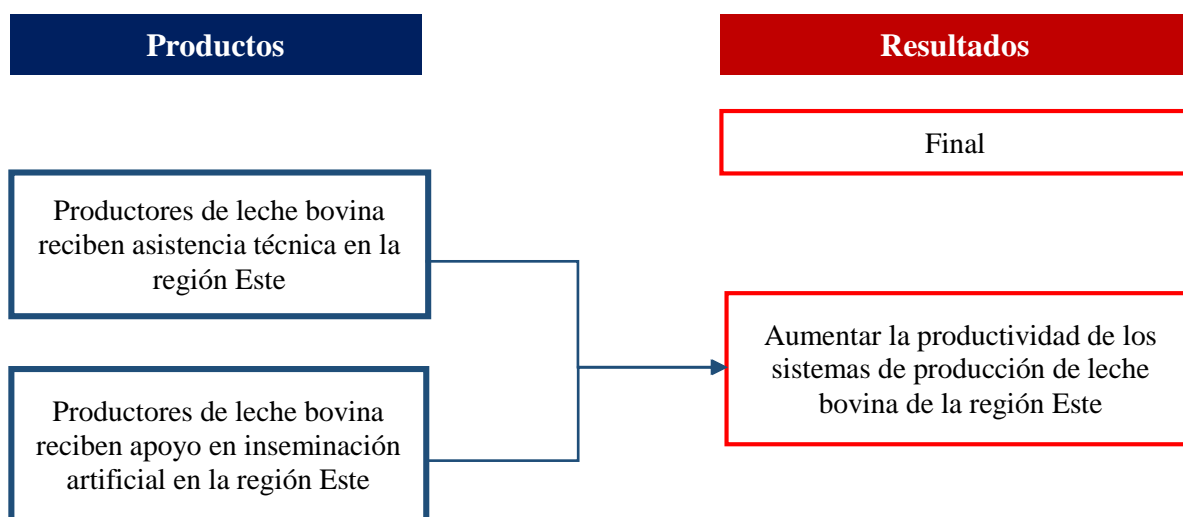 Productos
Resultados
Final
Productores de leche bovina
reciben asistencia técnica en la
región Este
Aumentar la productividad de los
sistemas de producción de leche
bovina de la región Este
Productores de leche bovina
reciben apoyo en inseminación
artificial en la región Este